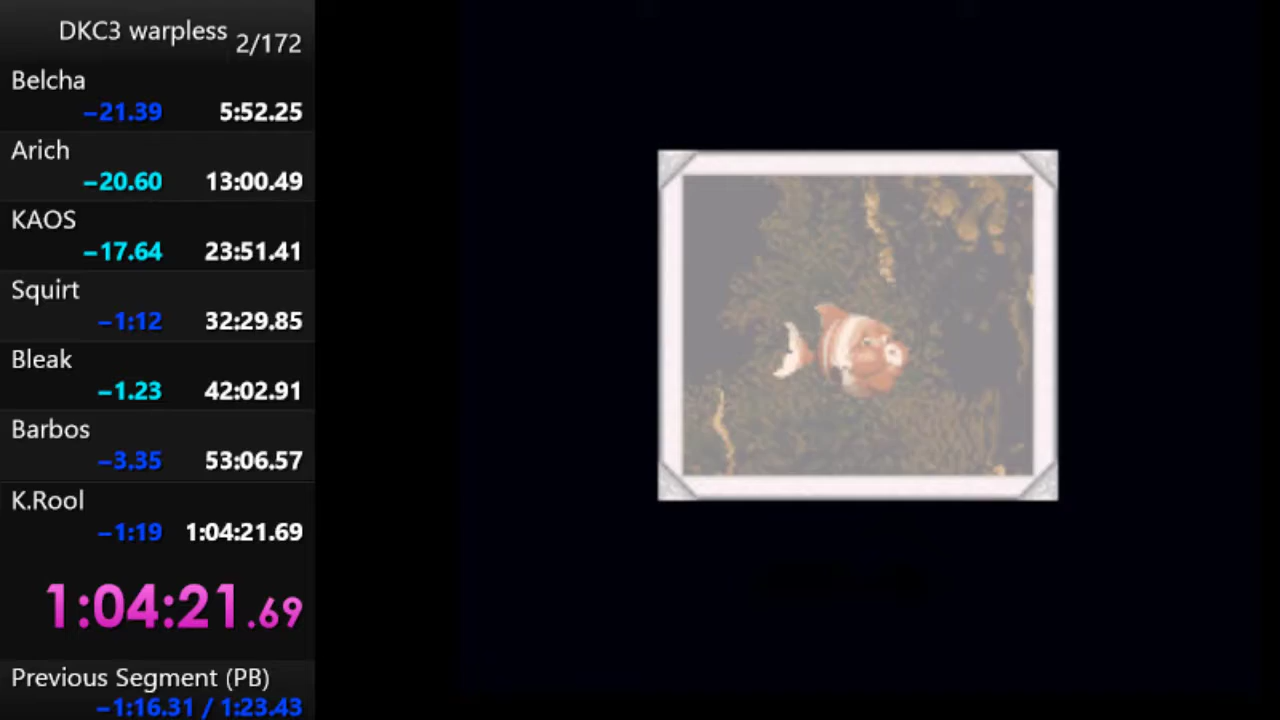 DKC3 warpless 2/172
Belcha
−21.39 5:52.25
Arich
−20.60 13:00.49
KAOS
−17.64 23:51.41
Squirt
−1:12 32:29.85
Bleak
−1.23 42:02.91
Barbos
−3.35 53:06.57
K.Rool
−1:19 1:04:21.69
1:04:21.69
Previous Segment (PB)
−1:16.31 / 1:23.43